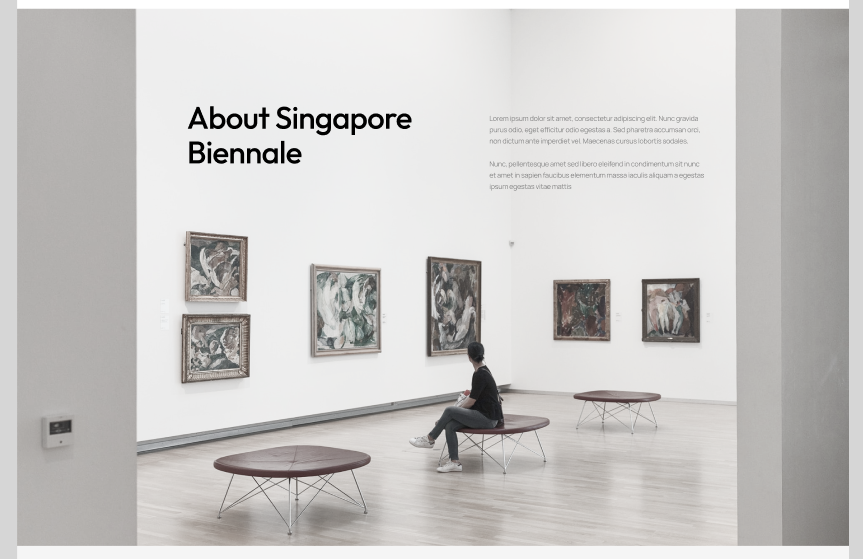 About Singapore
Biennale
Lorem ipsum dolor sit amet, consectetur adipiscing elit. Nunc gravida
purus odio, eget efficitur odio egestas a. Sed pharetra accumsan orci,
non dictum ante imperdiet vel. Maecenas cursus lobortis sodales.
Nunc, pellentesque amet sed libero eleifend in condimentum sit nunc
et amet in sapien faucibus elementum massa iaculis aliquam a egestas
ipsum egestas vitae mattis